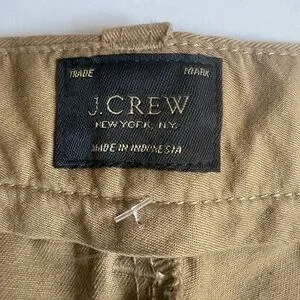 TRADE MARK
J.CREW
NEW YORK, N.Y.
MADE IN INDONESIA